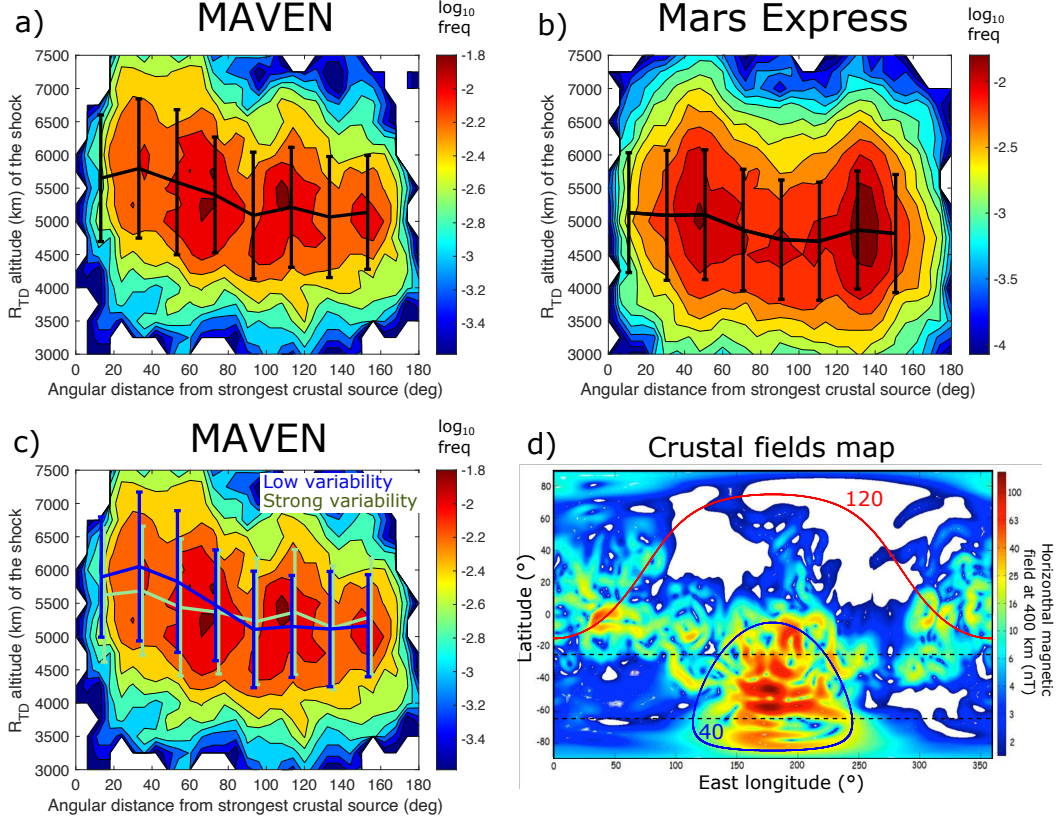 a)
MAVEN
log10
freq
7500
7000
6500
6000
5500
5000
4500
4000
3500
3000
RTD altitude (km) of the shock
0 20 40 60 80 100 120 140 160 180
Angular distance from strongest crustal source (deg)
-1.8
-2
-2.2
-2.4
-2.6
-2.8
-3
-3.2
-3.4
b)
Mars Express
log10
freq
7500
7000
6500
6000
5500
5000
4500
4000
3500
3000
RTD altitude (km) of the shock
0 20 40 60 80 100 120 140 160 180
Angular distance from strongest crustal source (deg)
-2
-2.5
-3
-3.5
-4
c)
MAVEN
log10
freq
Low variability
Strong variability
7500
7000
6500
6000
5500
5000
4500
4000
3500
3000
RTD altitude (km) of the shock
0 20 40 60 80 100 120 140 160 180
Angular distance from strongest crustal source (deg)
-1.8
-2
-2.2
-2.4
-2.6
-2.8
-3
-3.2
-3.4
d)
Crustal fields map
120
40
80
60
40
20
0
-20
-40
-60
-80
Latitude (°)
0 50 100 150 200 250 300 350
East longitude (°)
100
63
40
25
16
10
6
4
3
2
Horizonthal magnetic
field at 400 km (nT)